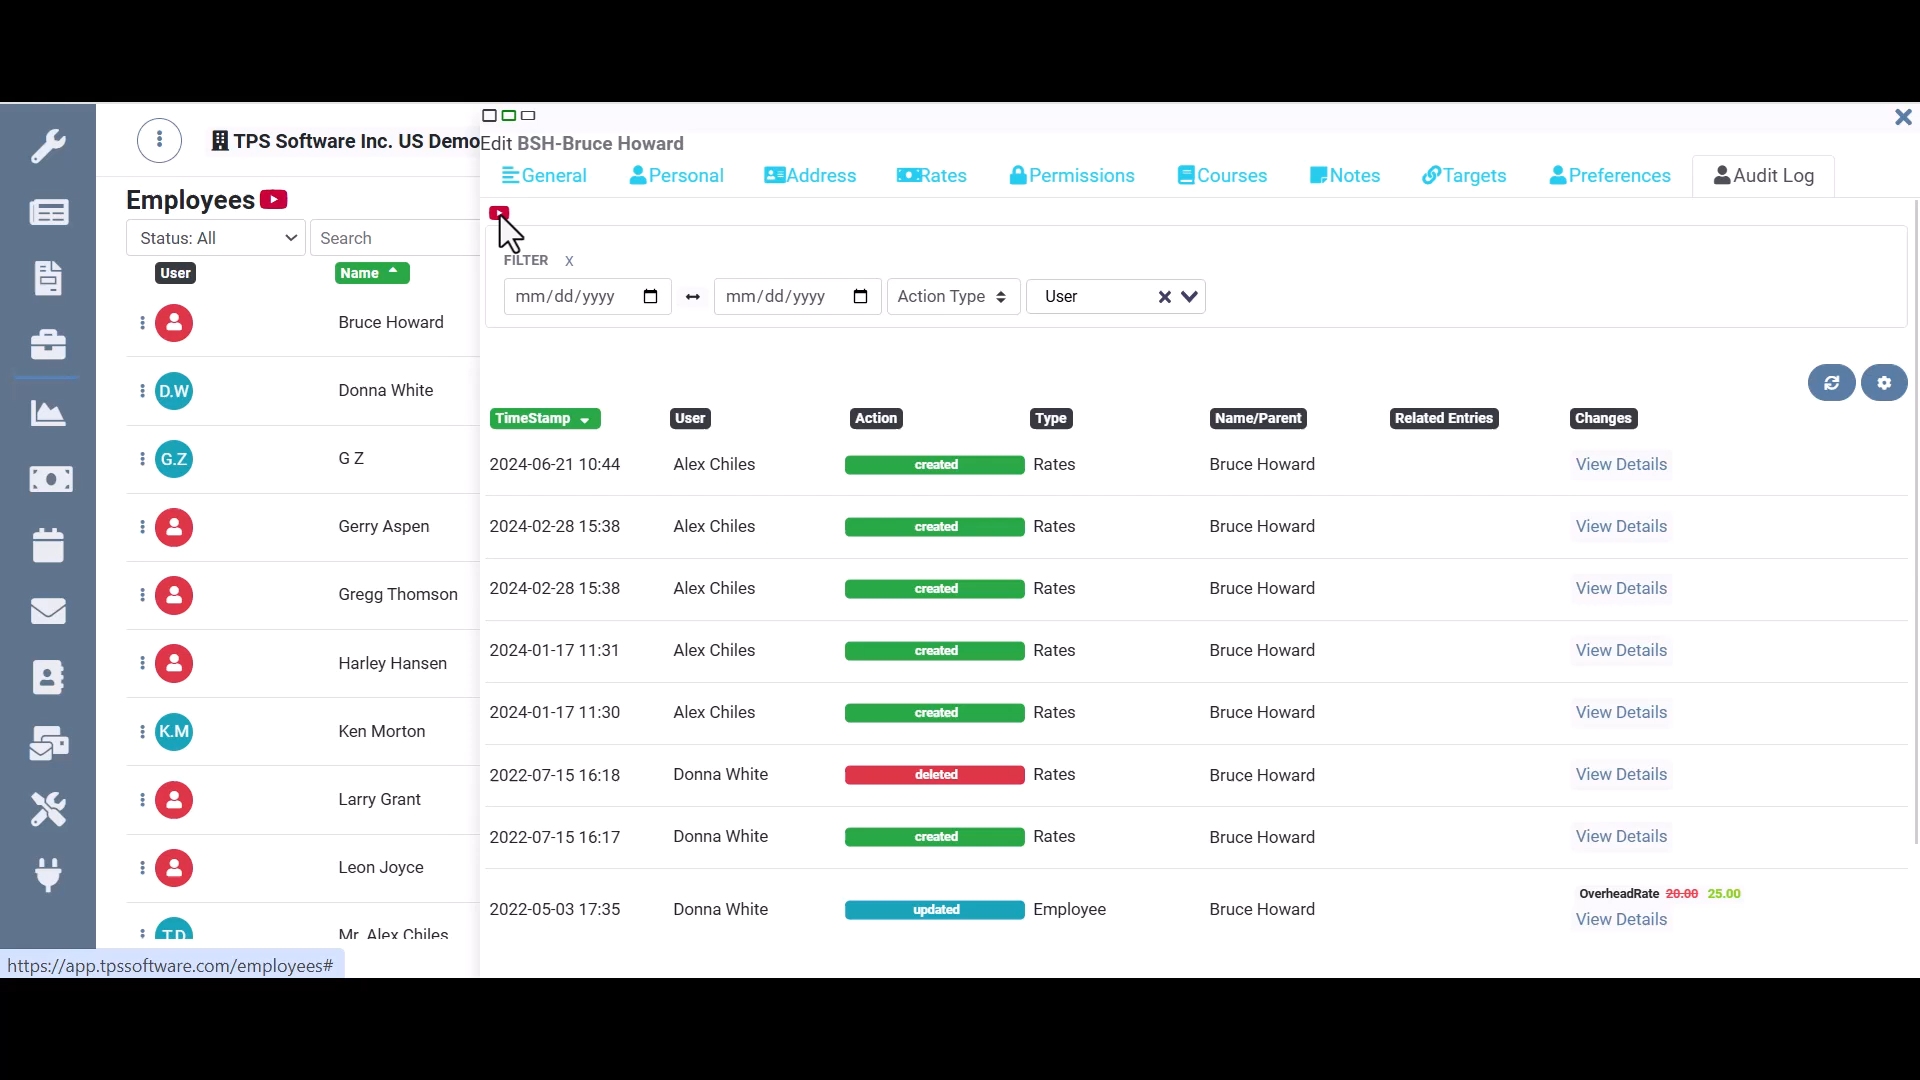 TPS Software Inc. US Demo
Employees
Status: All
Search
User
Name
Bruce Howard
D.W
Donna White
G.Z
G Z
Gerry Aspen
Gregg Thomson
Harley Hansen
K.M
Ken Morton
Larry Grant
Leon Joyce
T.D
Mr. Alex Chiles
https://app.tpssoftware.com/employees#
Edit BSH-Bruce Howard
General Personal Address Rates Permissions Courses Notes Targets Preferences Audit Log
FILTER X
mm/dd/yyyy mm/dd/yyyy Action Type User
TimeStamp User Action Type Name/Parent Related Entries Changes
2024-06-21 10:44 Alex Chiles created Rates Bruce Howard View Details
2024-02-28 15:38 Alex Chiles created Rates Bruce Howard View Details
2024-02-28 15:38 Alex Chiles created Rates Bruce Howard View Details
2024-01-17 11:31 Alex Chiles created Rates Bruce Howard View Details
2024-01-17 11:30 Alex Chiles created Rates Bruce Howard View Details
2022-07-15 16:18 Donna White deleted Rates Bruce Howard View Details
2022-07-15 16:17 Donna White created Rates Bruce Howard View Details
OverheadRate 20.00 25.00
2022-05-03 17:35 Donna White updated Employee Bruce Howard View Details